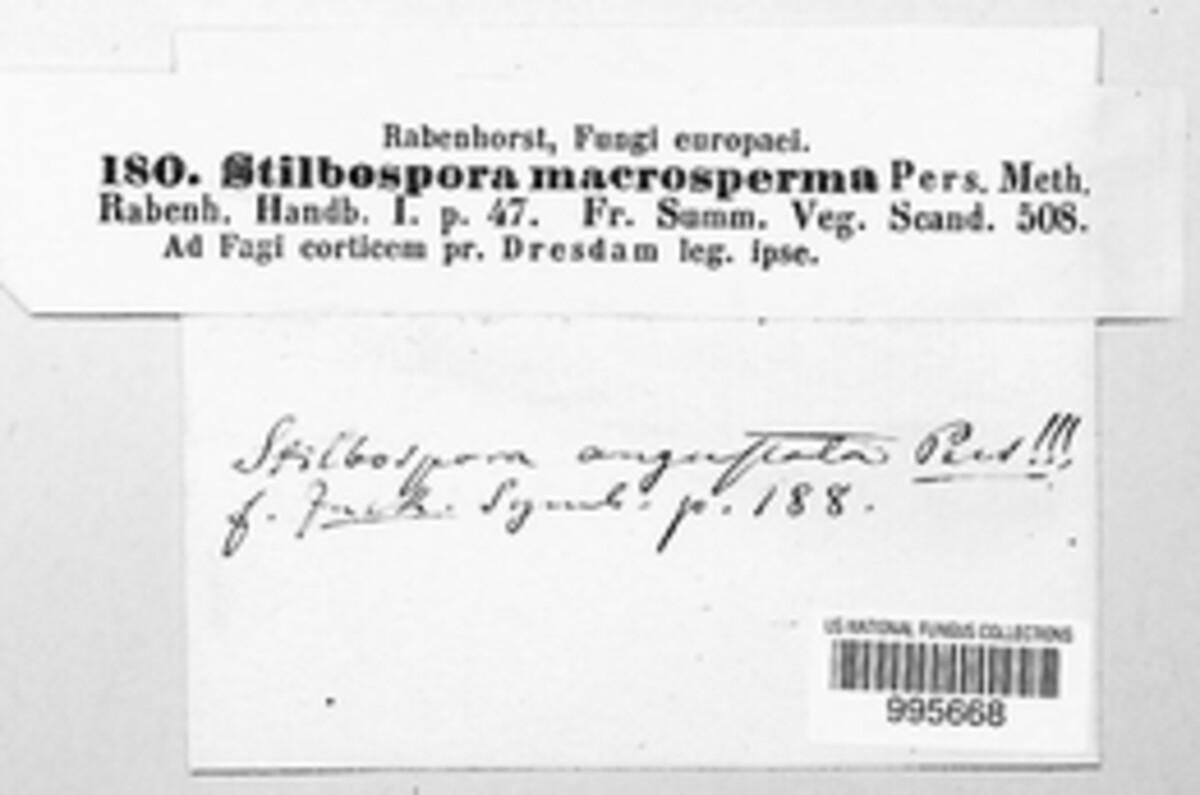 Rabenhorst, Fungi europaei.
180. Stilbospora macrosperma Pers. Meth.
Rabenh. Handb. I. p. 47. Fr. Summ. Veg. Scand. 508.
Ad Fagi corticem pr. Dresdam leg. ipse.
Stilbospora angustata Pers!!!
f. Fuck. Symb. p. 188.
US NATIONAL FUNGUS COLLECTIONS
995668